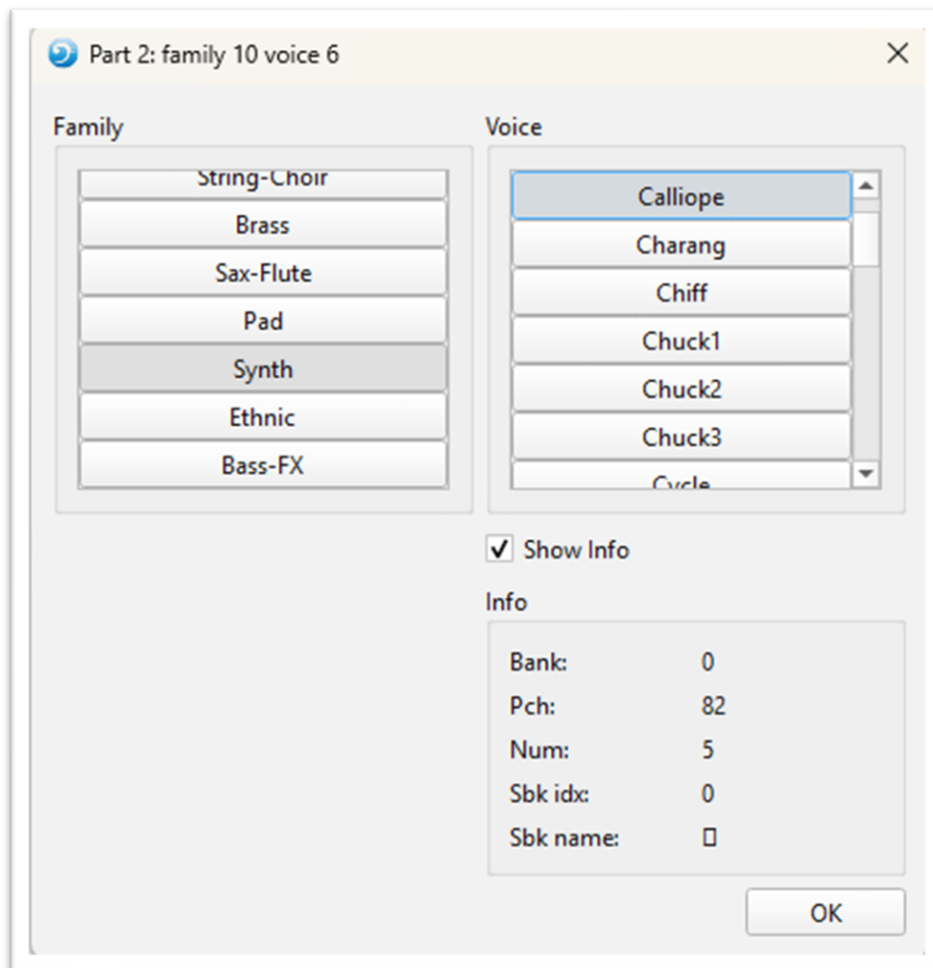 Part 2: family 10 voice 6
Family
String-Choir
Brass
Sax-Flute
Pad
Synth
Ethnic
Bass-FX
Voice
Calliope
Charang
Chiff
Chuck1
Chuck2
Chuck3
Cycle
Show Info
Info
Bank: 0
Pch: 82
Num: 5
Sbk idx: 0
Sbk name: □
OK